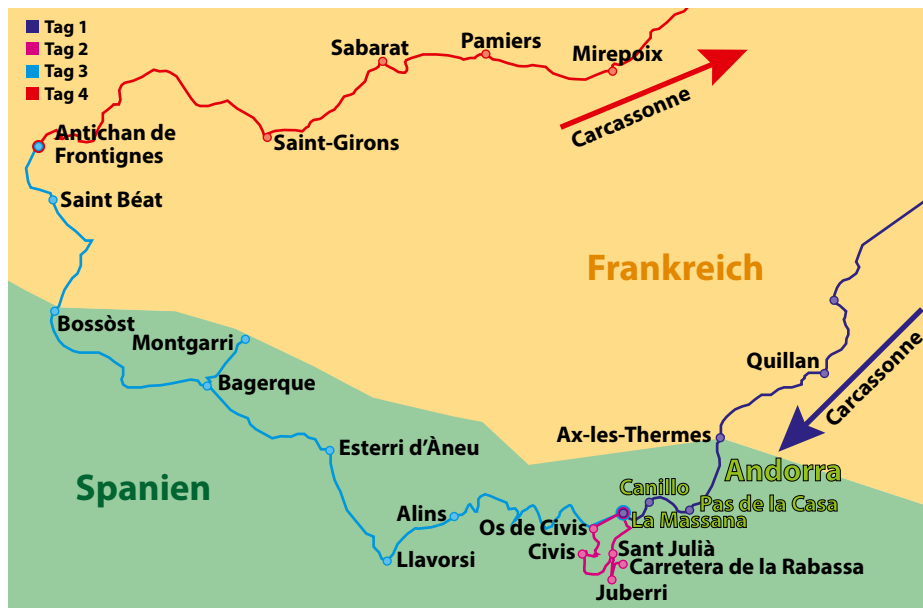 Tag 1
Tag 2
Tag 3
Tag 4
Sabarat
Pamiers
Mirepoix
Carcassonne
Antichan de
Frontignes
Saint-Girons
Saint Béat
Frankreich
Bossòst
Montgarri
Bagerque
Quillan
Carcassonne
Ax-les-Thermes
Esterri d'Àneu
Andorra
Spanien
Canillo
Pas de la Casa
Alins
La Massana
Os de Civis
Civis
Sant Julià
Llavorsi
Carretera de la Rabassa
Juberri